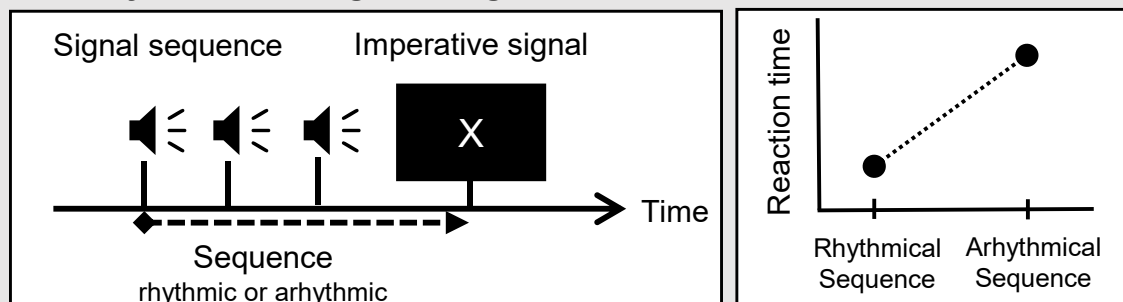 Signal sequence
Imperative signal
X
Time
Sequence
rhythmic or arhythmic
Reaction time
Rhythmical
Sequence
Arhythmical
Sequence